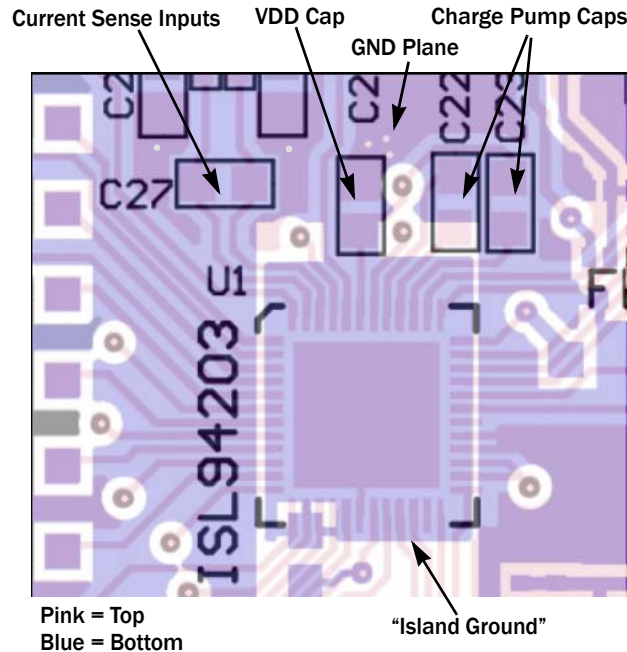 Current Sense Inputs
VDD Cap
Charge Pump Caps
GND Plane
C22
C27
U1
ISL94203
Pink = Top
Blue = Bottom
"Island Ground"